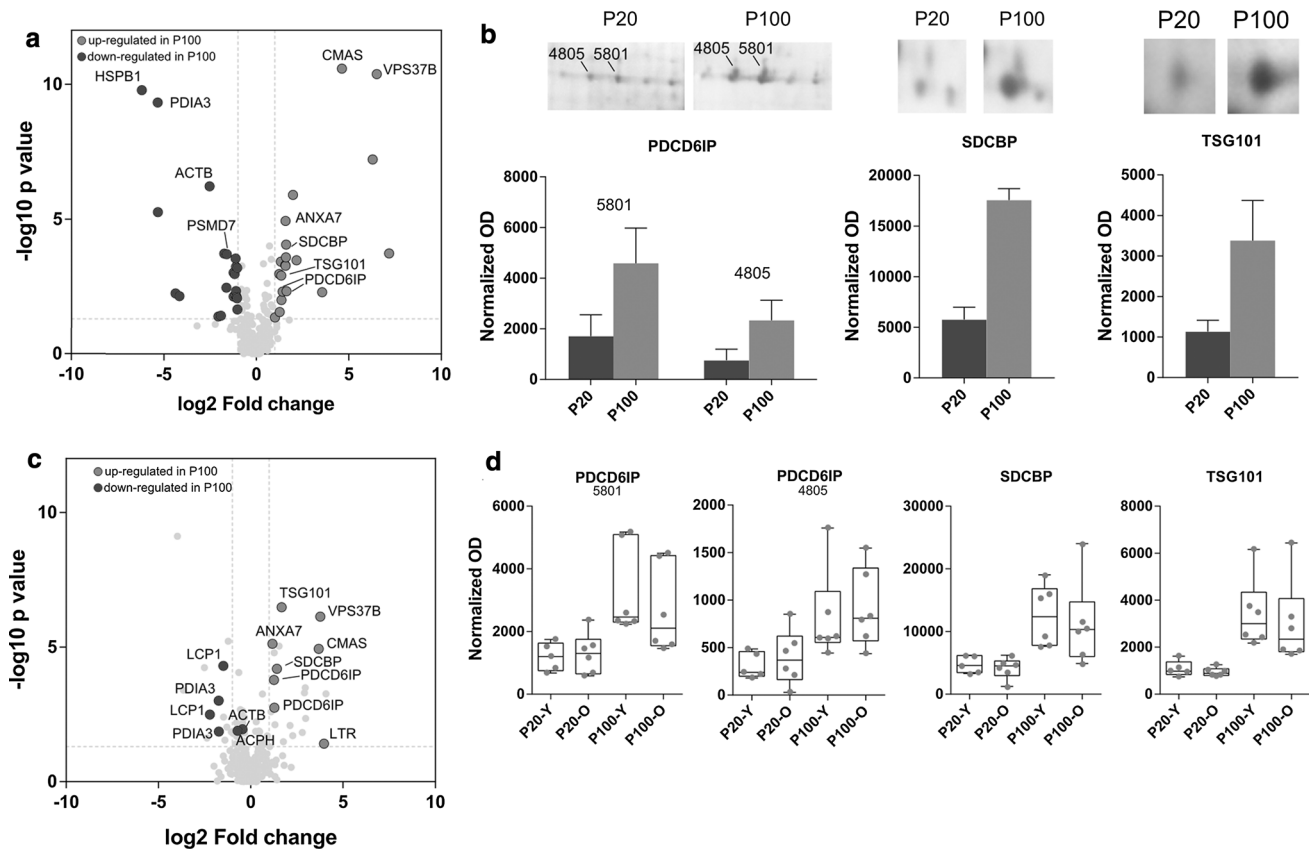 a
up-regulated in P100
down-regulated in P100
CMAS
VPS37B
HSPB1
PDIA3
ACTB
PSMD7
ANXA7
SDCBP
TSG101
PDCD6IP
10
5
0
-10
-5
0
5
10
-log10 p value
log2 Fold change
b
P20
P100
4805
5801
4805
5801
P20
P100
P20
P100
PDCD6IP
8000
6000
4000
2000
0
Normalized OD
5801
4805
P20
P100
P20
P100
SDCBP
20000
15000
10000
5000
0
Normalized OD
P20
P100
TSG101
5000
4000
3000
2000
1000
0
Normalized OD
P20
P100
c
up-regulated in P100
down-regulated in P100
TSG101
VPS37B
ANXA7
CMAS
LCP1
SDCBP
PDCD6IP
PDIA3
LCP1
ACTB
PDCD6IP
PDIA3
ACPH
LTR
10
5
0
-10
-5
0
5
10
-log10 p value
log2 Fold change
d
PDCD6IP
5801
6000
4000
2000
0
Normalized OD
P20-Y
P20-O
P100-Y
P100-O
PDCD6IP
4805
2000
1500
1000
500
0
P20-Y
P20-O
P100-Y
P100-O
SDCBP
30000
20000
10000
0
P20-Y
P20-O
P100-Y
P100-O
TSG101
8000
6000
4000
2000
0
P20-Y
P20-O
P100-Y
P100-O